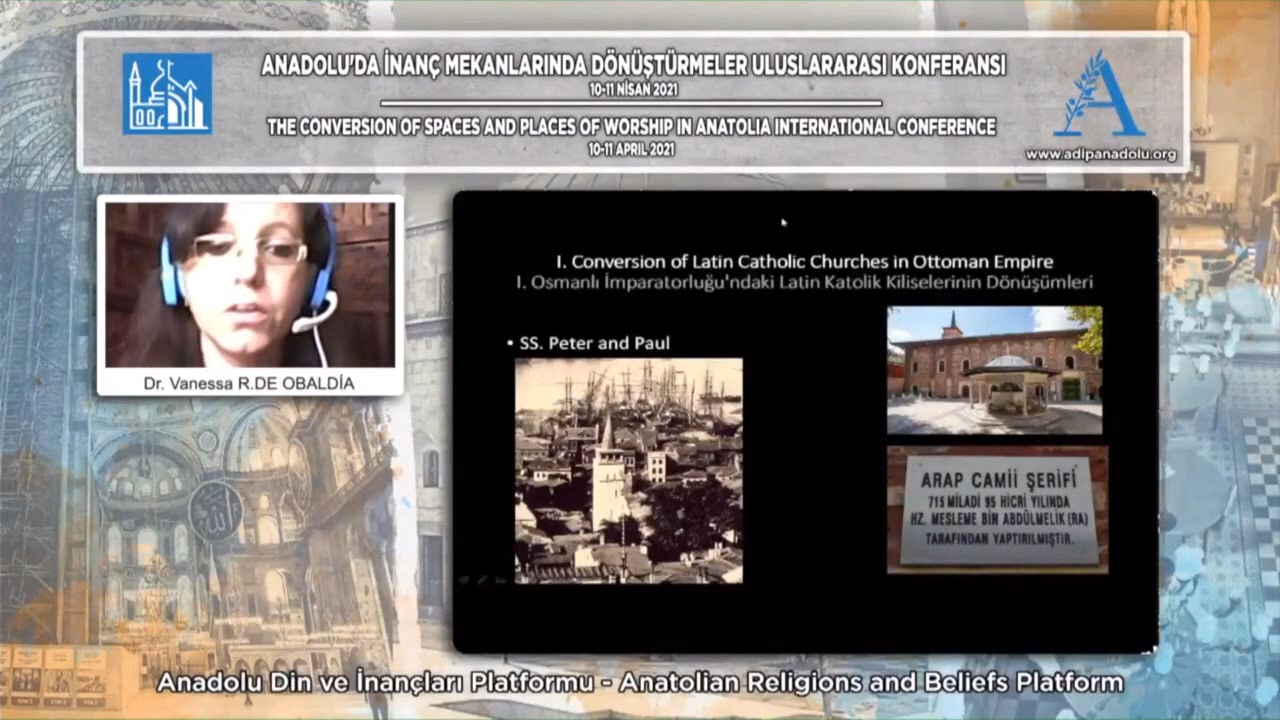 ANADOLU'DA İNANÇ MEKANLARINDA DÖNÜŞTÜRMELER ULUSLARARASI KONFERANSI
10-11 NİSAN 2021
THE CONVERSION OF SPACES AND PLACES OF WORSHIP IN ANATOLIA INTERNATIONAL CONFERENCE
10-11 APRIL 2021
www.adipanadolu.org
Dr. Vanessa R.DE OBALDÍA
I. Conversion of Latin Catholic Churches in Ottoman Empire
I. Osmanlı İmparatorluğu'ndaki Latin Katolik Kiliselerinin Dönüşümleri
• SS. Peter and Paul
ARAP CAMİİ ŞERİFİ
715 MİLADİ 95 HİCRİ YILINDA
HZ. MESLEME BİN ABDÜLMELİK (RA)
TARAFINDAN YAPTIRILMIŞTIR.
Anadolu Din ve İnançları Platformu - Anatolian Religions and Beliefs Platform